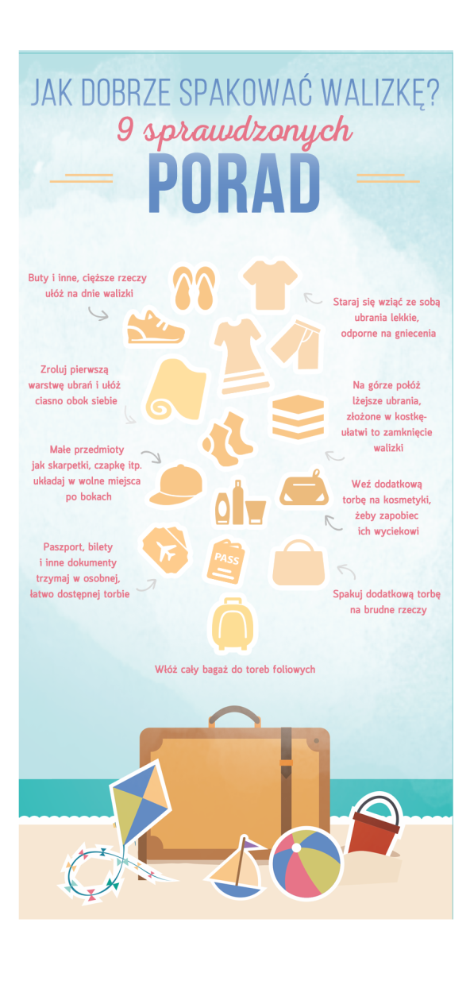 JAK DOBRZE SPAKOWAĆ WALIZKĘ?
9 sprawdzonych
PORAD
Buty i inne, cięższe rzeczy
ułóż na dnie walizki
Staraj się wziąć ze sobą
ubrania lekkie,
odporne na gniecenia
Zroluj pierwszą
warstwę ubrań i ułóż
ciasno obok siebie
Na górze połóż
lżejsze ubrania,
złożone w kostkę-
ułatwi to zamknięcie
walizki
Małe przedmioty
jak skarpetki, czapkę itp.
układaj w wolne miejsca
po bokach
Weź dodatkową
torbę na kosmetyki,
żeby zapobiec
ich wyciekowi
Paszport, bilety
i inne dokumenty
trzymaj w osobnej,
łatwo dostępnej torbie
PASS
Spakuj dodatkową torbę
na brudne rzeczy
Włóż cały bagaż do toreb foliowych